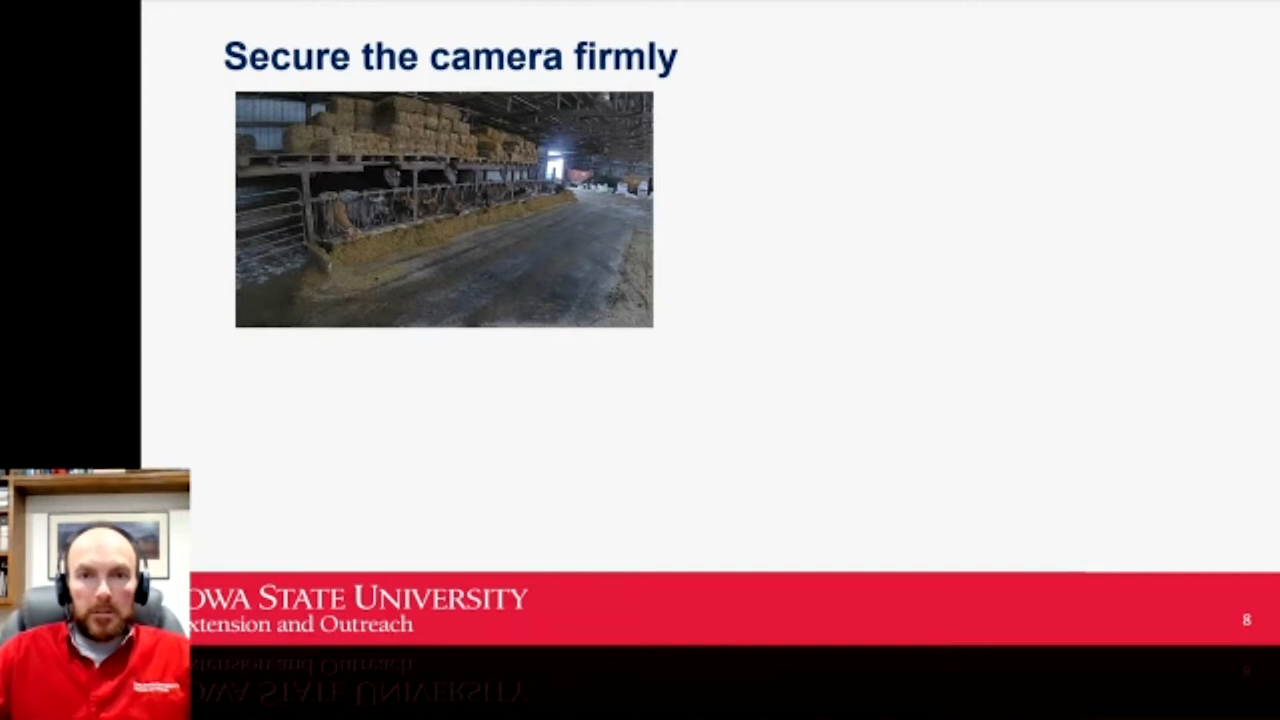 Secure the camera firmly
OWA STATE UNIVERSITY
xtension and Outreach
8